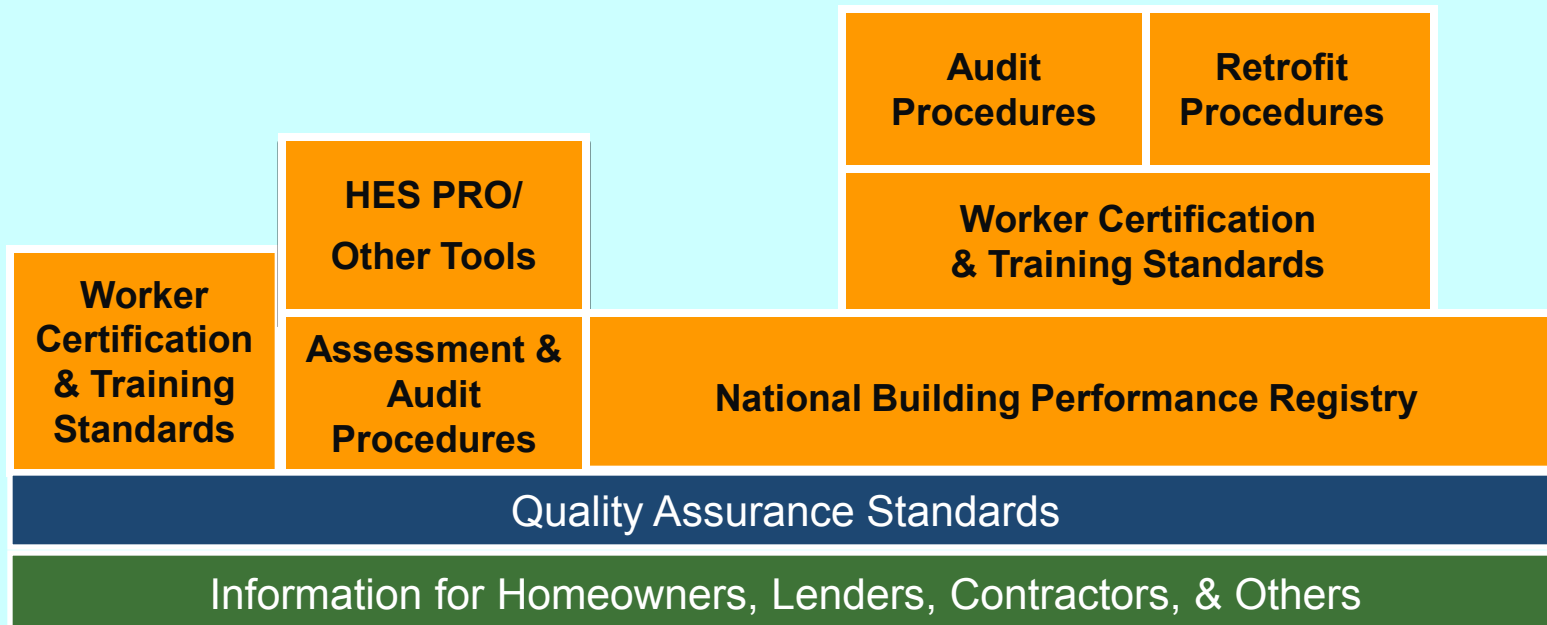 Audit
Procedures
Retrofit
Procedures
HES PRO/
Other Tools
Worker Certification
& Training Standards
Worker
Certification
& Training
Standards
Assessment &
Audit
Procedures
National Building Performance Registry
Quality Assurance Standards
Information for Homeowners, Lenders, Contractors, & Others